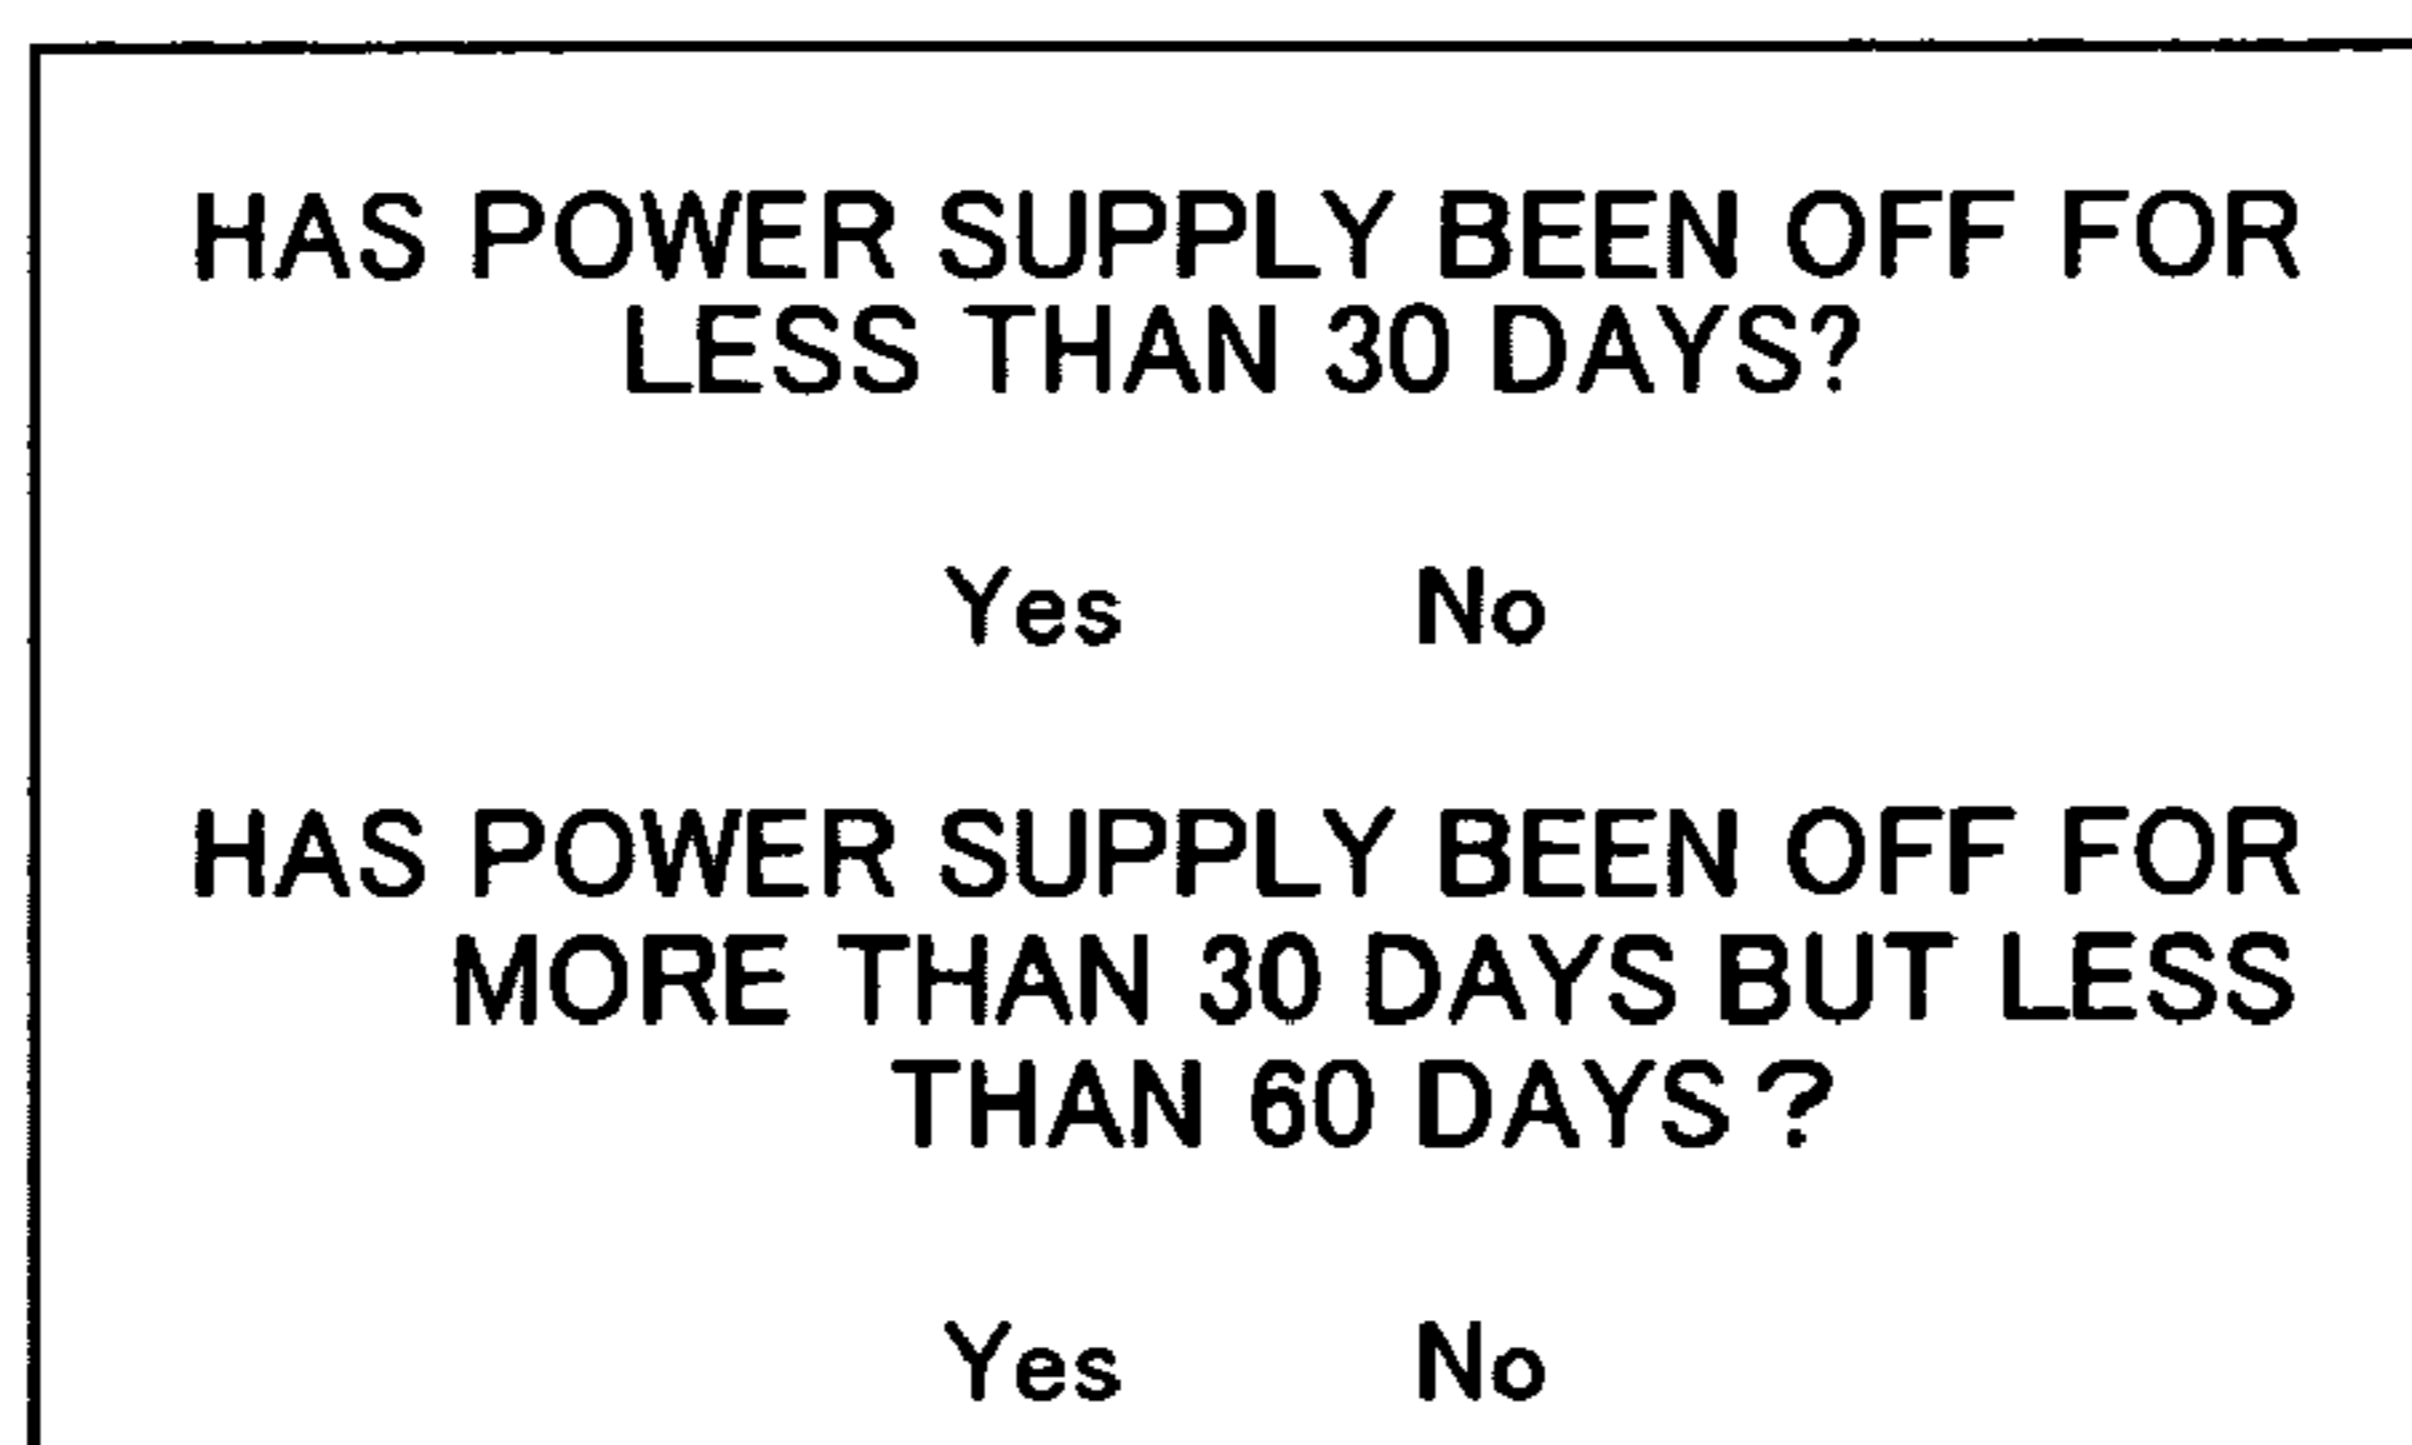 HAS POWER SUPPLY BEEN OFF FOR
LESS THAN 30 DAYS?
Yes No
HAS POWER SUPPLY BEEN OFF FOR
MORE THAN 30 DAYS BUT LESS
THAN 60 DAYS?
Yes No